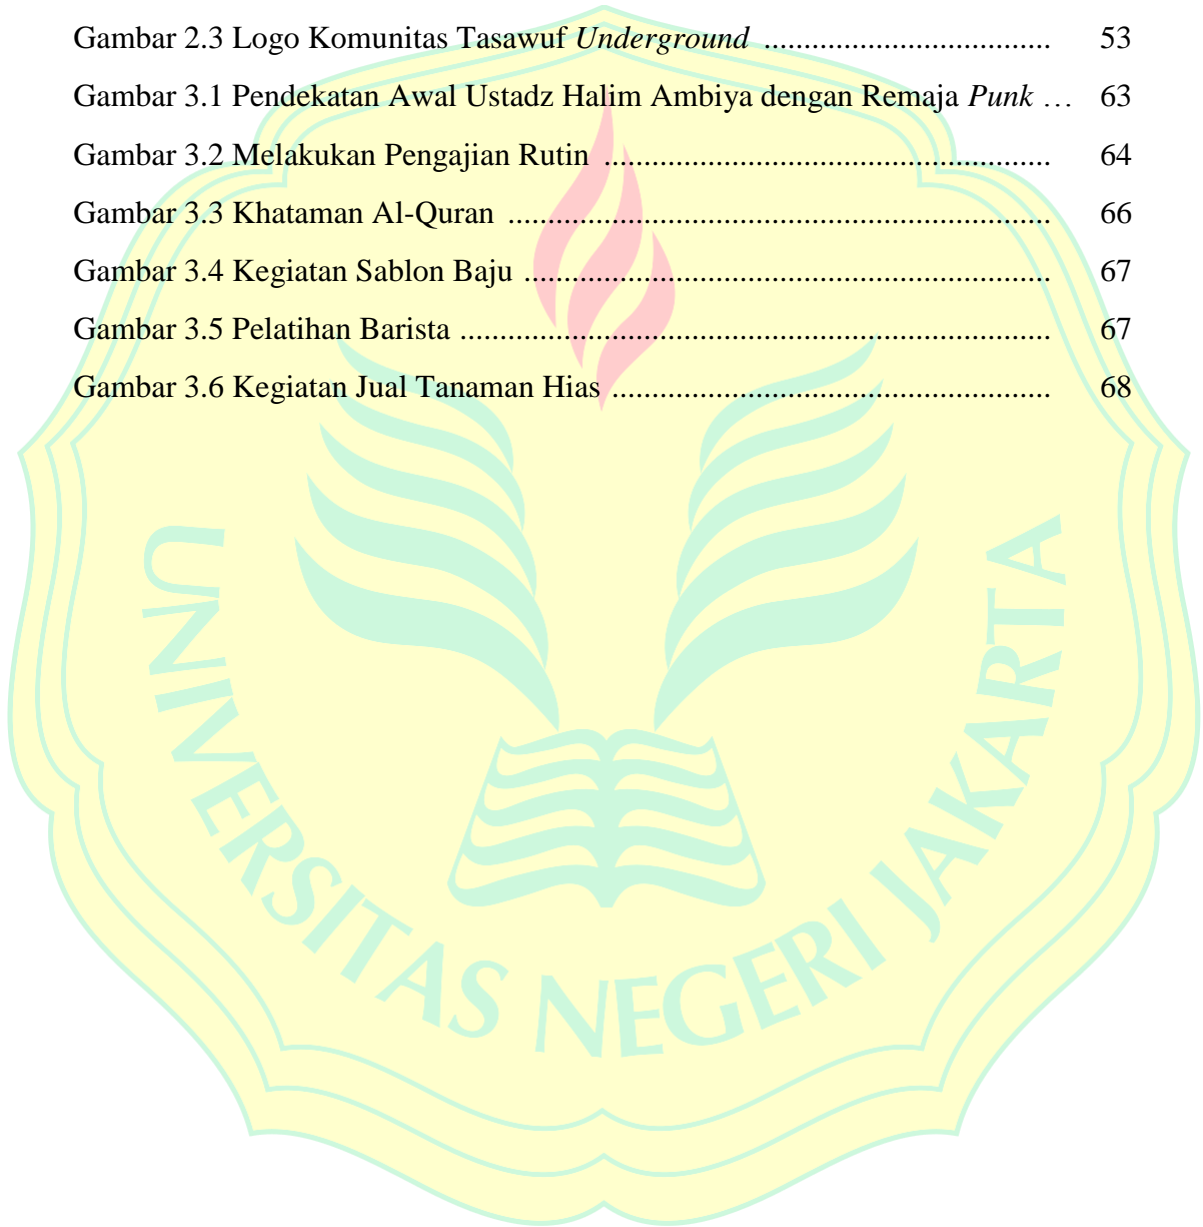 Gambar 2.3 Logo Komunitas Tasawuf Underground ................................ 53
Gambar 3.1 Pendekatan Awal Ustadz Halim Ambiya dengan Remaja Punk … 63
Gambar 3.2 Melakukan Pengajian Rutin .................................................. 64
Gambar 3.3 Khataman Al-Quran ............................................................. 66
Gambar 3.4 Kegiatan Sablon Baju ........................................................... 67
Gambar 3.5 Pelatihan Barista .................................................................. 67
Gambar 3.6 Kegiatan Jual Tanaman Hias ................................................. 68
UNIVERSITAS NEGERI JAKARTA